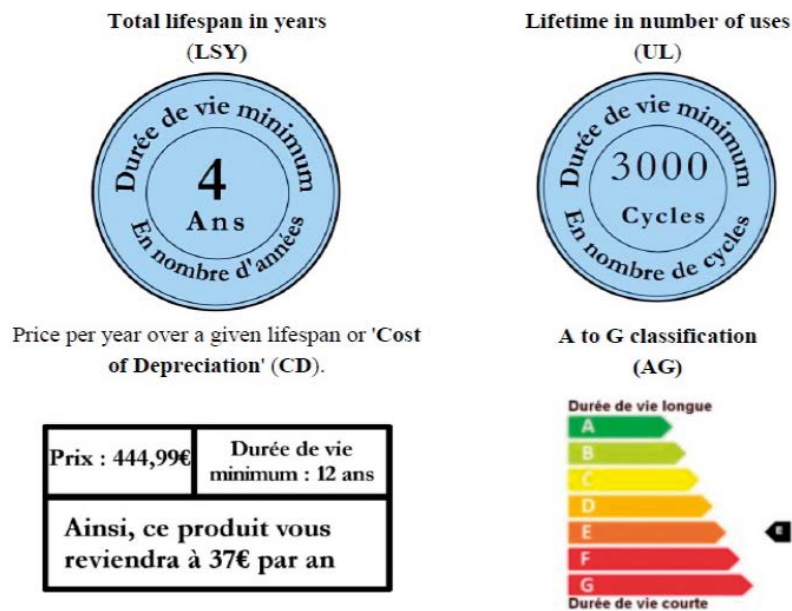 Total lifespan in years
(LSY)
Durée de vie minimum
4
Ans
En nombre d'années
Lifetime in number of uses
(UL)
Durée de vie minimum
3000
Cycles
En nombre de cycles
Price per year over a given lifespan or 'Cost
of Depreciation' (CD).
Prix : 444,99€
Durée de vie
minimum : 12 ans
Ainsi, ce produit vous
reviendra à 37€ par an
A to G classification
(AG)
Durée de vie longue
A
B
C
D
E
E
F
G
Durée de vie courte